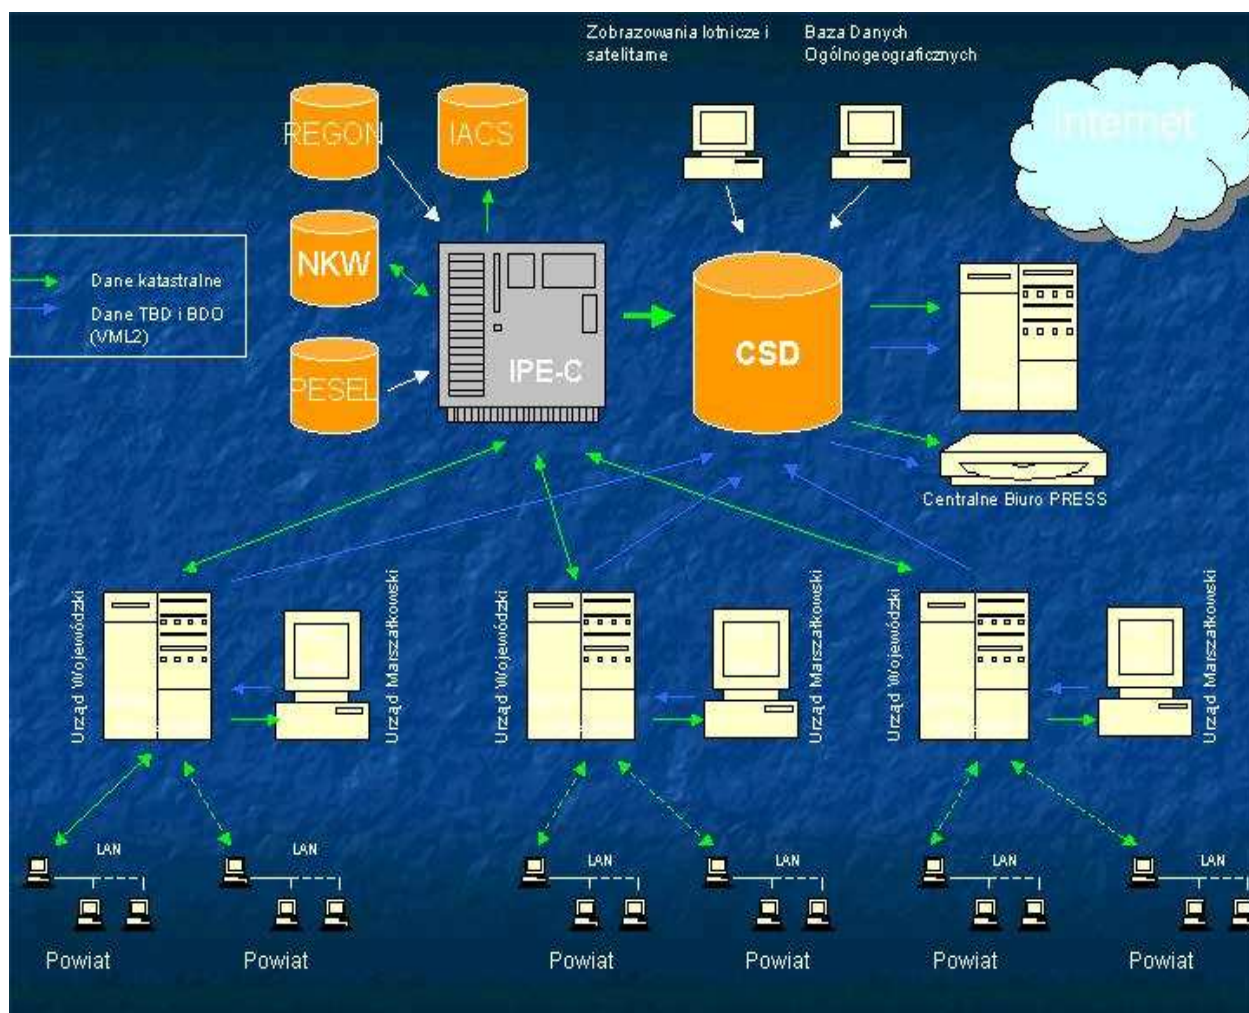 Zobrazowania lotnicze i
satelitarne
Baza Danych
Ogólnogeograficznych
Internet
REGON
IACS
NKW
Dane katastralne
Dane TBD i BDO
(VML2)
PESEL
IPE-C
CSD
Centralne Biuro PRESS
Urząd Wojewódzki
Urząd Marszałkowski
Urząd Wojewódzki
Urząd Marszałkowski
Urząd Wojewódzki
Urząd Marszałkowski
LAN
LAN
LAN
LAN
LAN
LAN
Powiat
Powiat
Powiat
Powiat
Powiat
Powiat